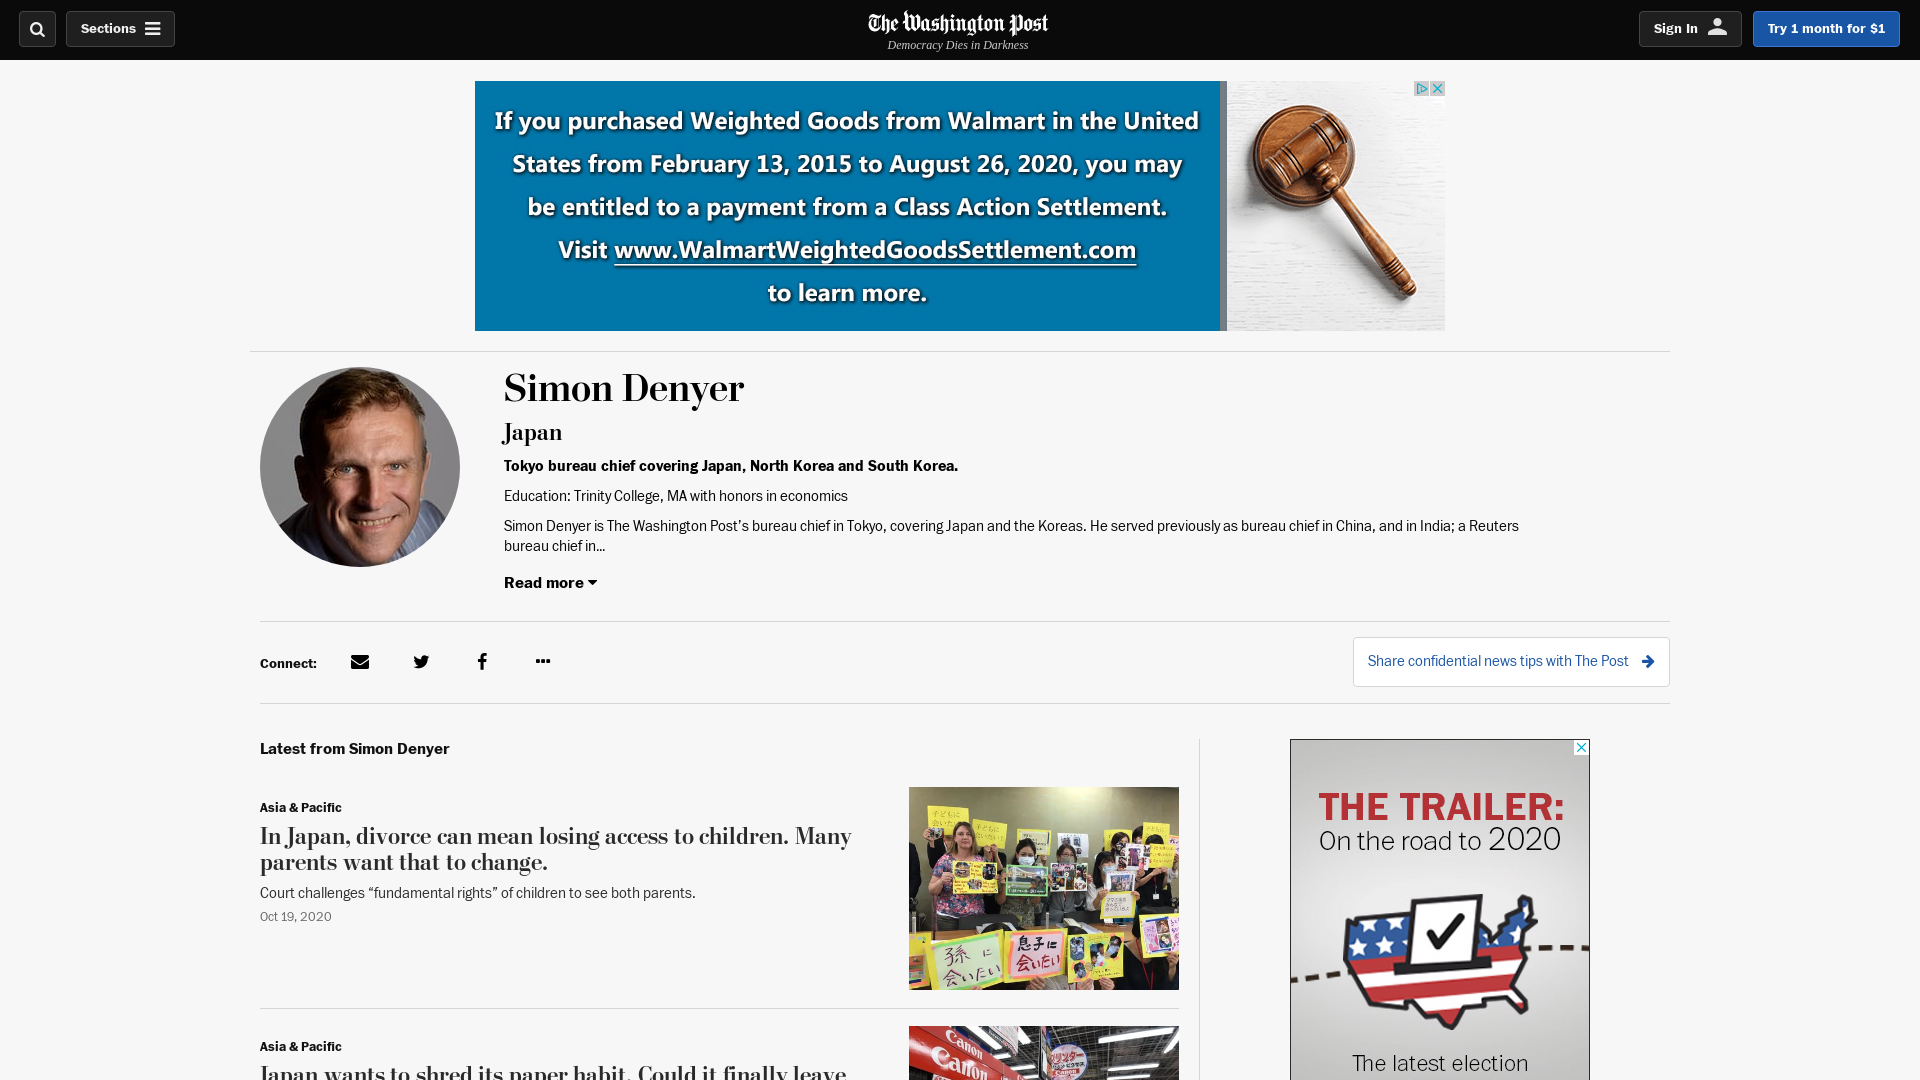 Sections
The Washington Post
Democracy Dies in Darkness
Sign In
Try 1 month for $1
If you purchased Weighted Goods from Walmart in the United
States from February 13, 2015 to August 26, 2020, you may
be entitled to a payment from a Class Action Settlement.
Visit www.WalmartWeightedGoodsSettlement.com
to learn more.
Simon Denyer
Japan
Tokyo bureau chief covering Japan, North Korea and South Korea.
Education: Trinity College, MA with honors in economics
Simon Denyer is The Washington Post’s bureau chief in Tokyo, covering Japan and the Koreas. He served previously as bureau chief in China, and in India; a Reuters
bureau chief in...
Read more
Connect:
Share confidential news tips with The Post
Latest from Simon Denyer
Asia & Pacific
In Japan, divorce can mean losing access to children. Many
parents want that to change.
Court challenges “fundamental rights” of children to see both parents.
Oct 19, 2020
子どもに
会いたい
孫に
会いたい
息子に
会いたい
THE TRAILER:
On the road to 2020
The latest election
Asia & Pacific
Japan wants to shred its paper habit. Could it finally leave
Canon
Canon